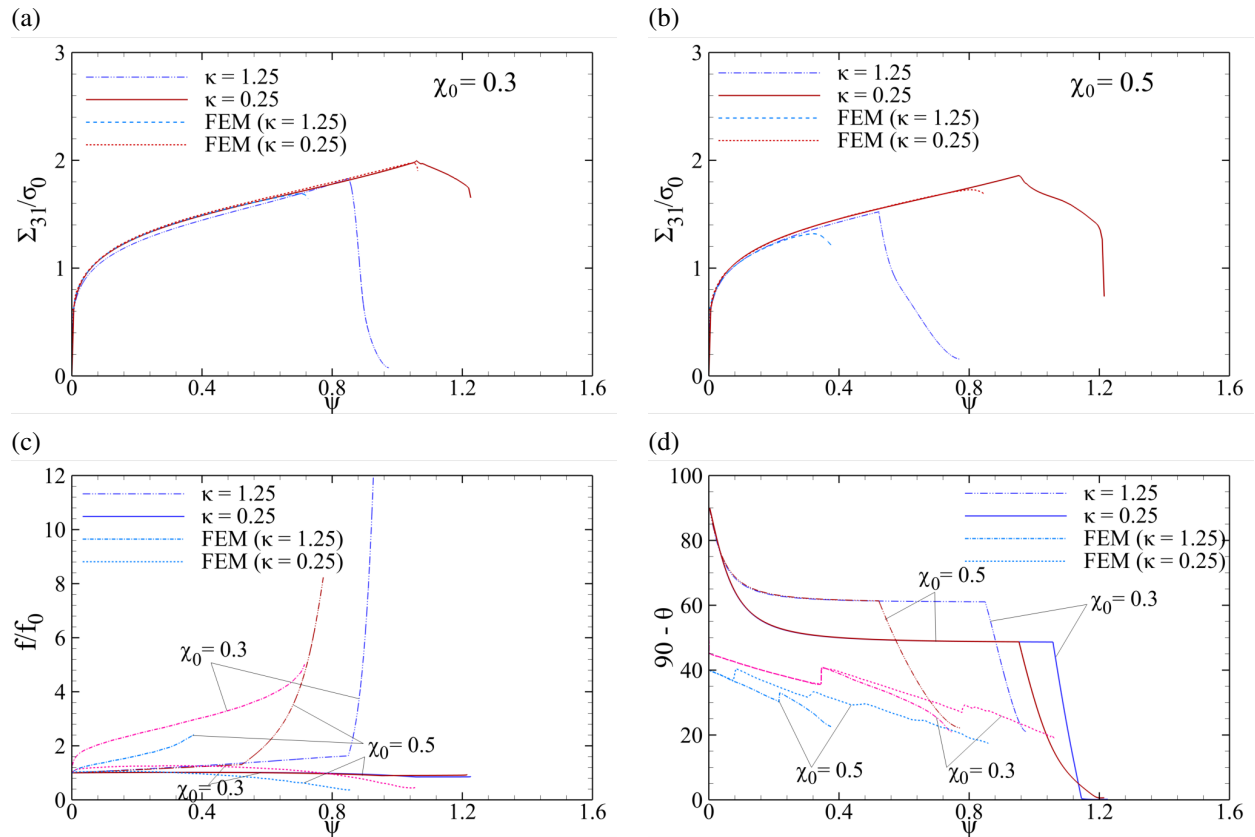 (a)
(b)
3
2
1
0
Σ31/σ0
κ = 1.25
κ = 0.25
FEM (κ = 1.25)
FEM (κ = 0.25)
χ0 = 0.3
0 0.4 0.8 1.2 1.6
ψ
3
2
1
0
Σ31/σ0
κ = 1.25
κ = 0.25
FEM (κ = 1.25)
FEM (κ = 0.25)
χ0 = 0.5
0 0.4 0.8 1.2 1.6
ψ
(c)
(d)
12
10
8
6
4
2
0
f/f0
κ = 1.25
κ = 0.25
FEM (κ = 1.25)
FEM (κ = 0.25)
χ0 = 0.3
χ0 = 0.5
χ0 = 0.3
0 0.4 0.8 1.2 1.6
ψ
100
80
60
40
20
0
90 - θ
κ = 1.25
κ = 0.25
FEM (κ = 1.25)
FEM (κ = 0.25)
χ0 = 0.5
χ0 = 0.3
χ0 = 0.5
χ0 = 0.3
0 0.4 0.8 1.2 1.6
ψ